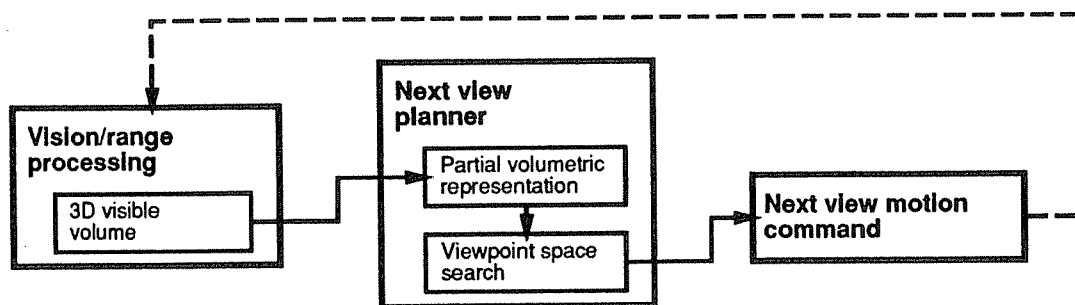 Vision/range
processing
3D visible
volume
Next view
planner
Partial volumetric
representation
Viewpoint space
search
Next view motion
command